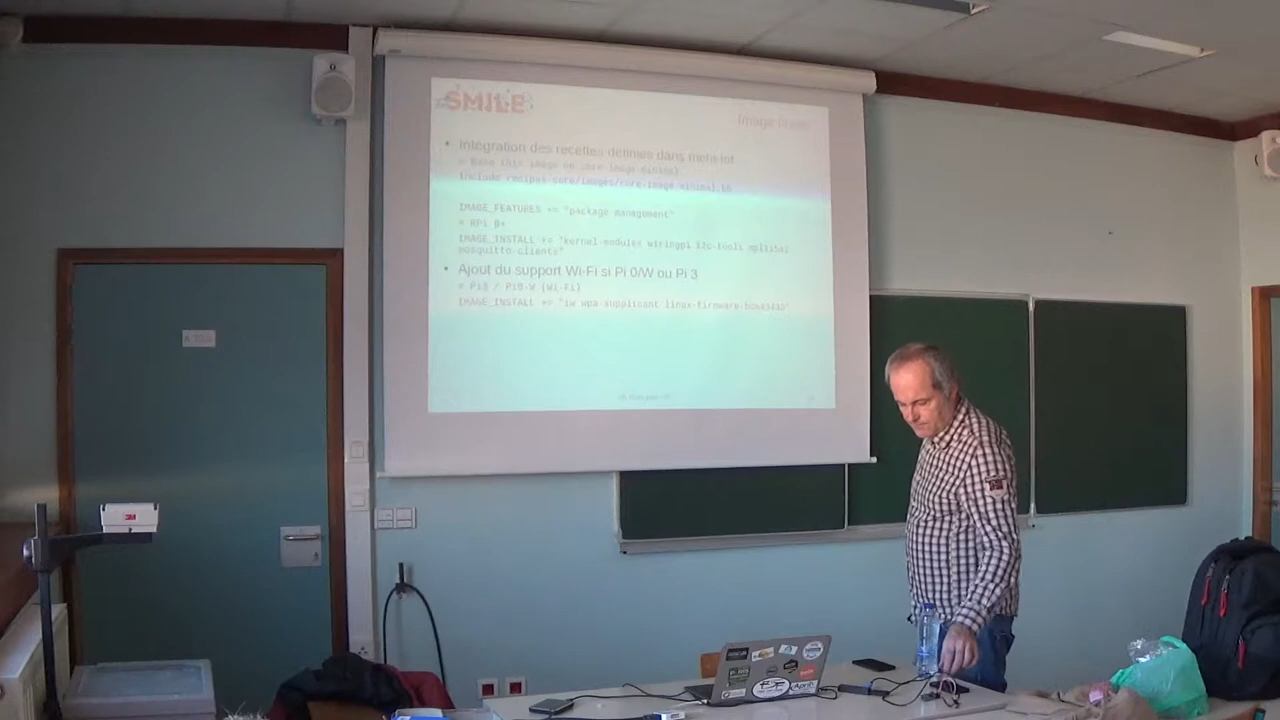 SMILE
Image
• Intégration des recettes définies dans meta-iot
# Base this image on core-image-minimal
include recipes-core/images/core-image-minimal.bb
IMAGE_FEATURES += "package-management"
# RPi B+
IMAGE_INSTALL += "kernel-modules wiringpi i2c-tools mpl115a2
mosquitto-clients"
• Ajout du support Wi-Fi si Pi 0/W ou Pi 3
# Pi3 / Pi0-W (Wi-Fi)
IMAGE_INSTALL += "iw wpa-supplicant linux-firmware-bcm43430"
3M